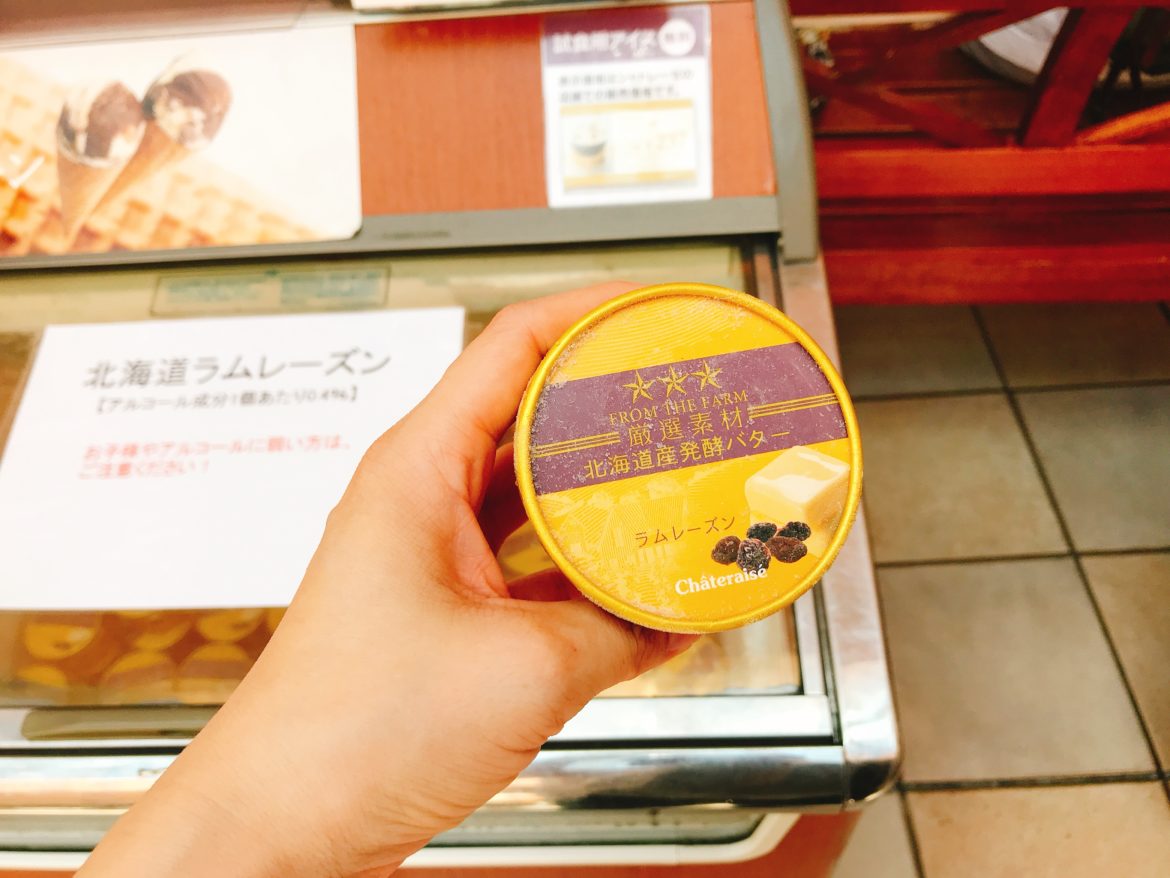 試食用アイス
無料
北海道ラムレーズン
【アルコール成分1個あたり0.4%】
お子様やアルコールに弱い方は、
ご注意ください！
FROM THE FARM
厳選素材
北海道産発酵バター
ラムレーズン
Châteraisé